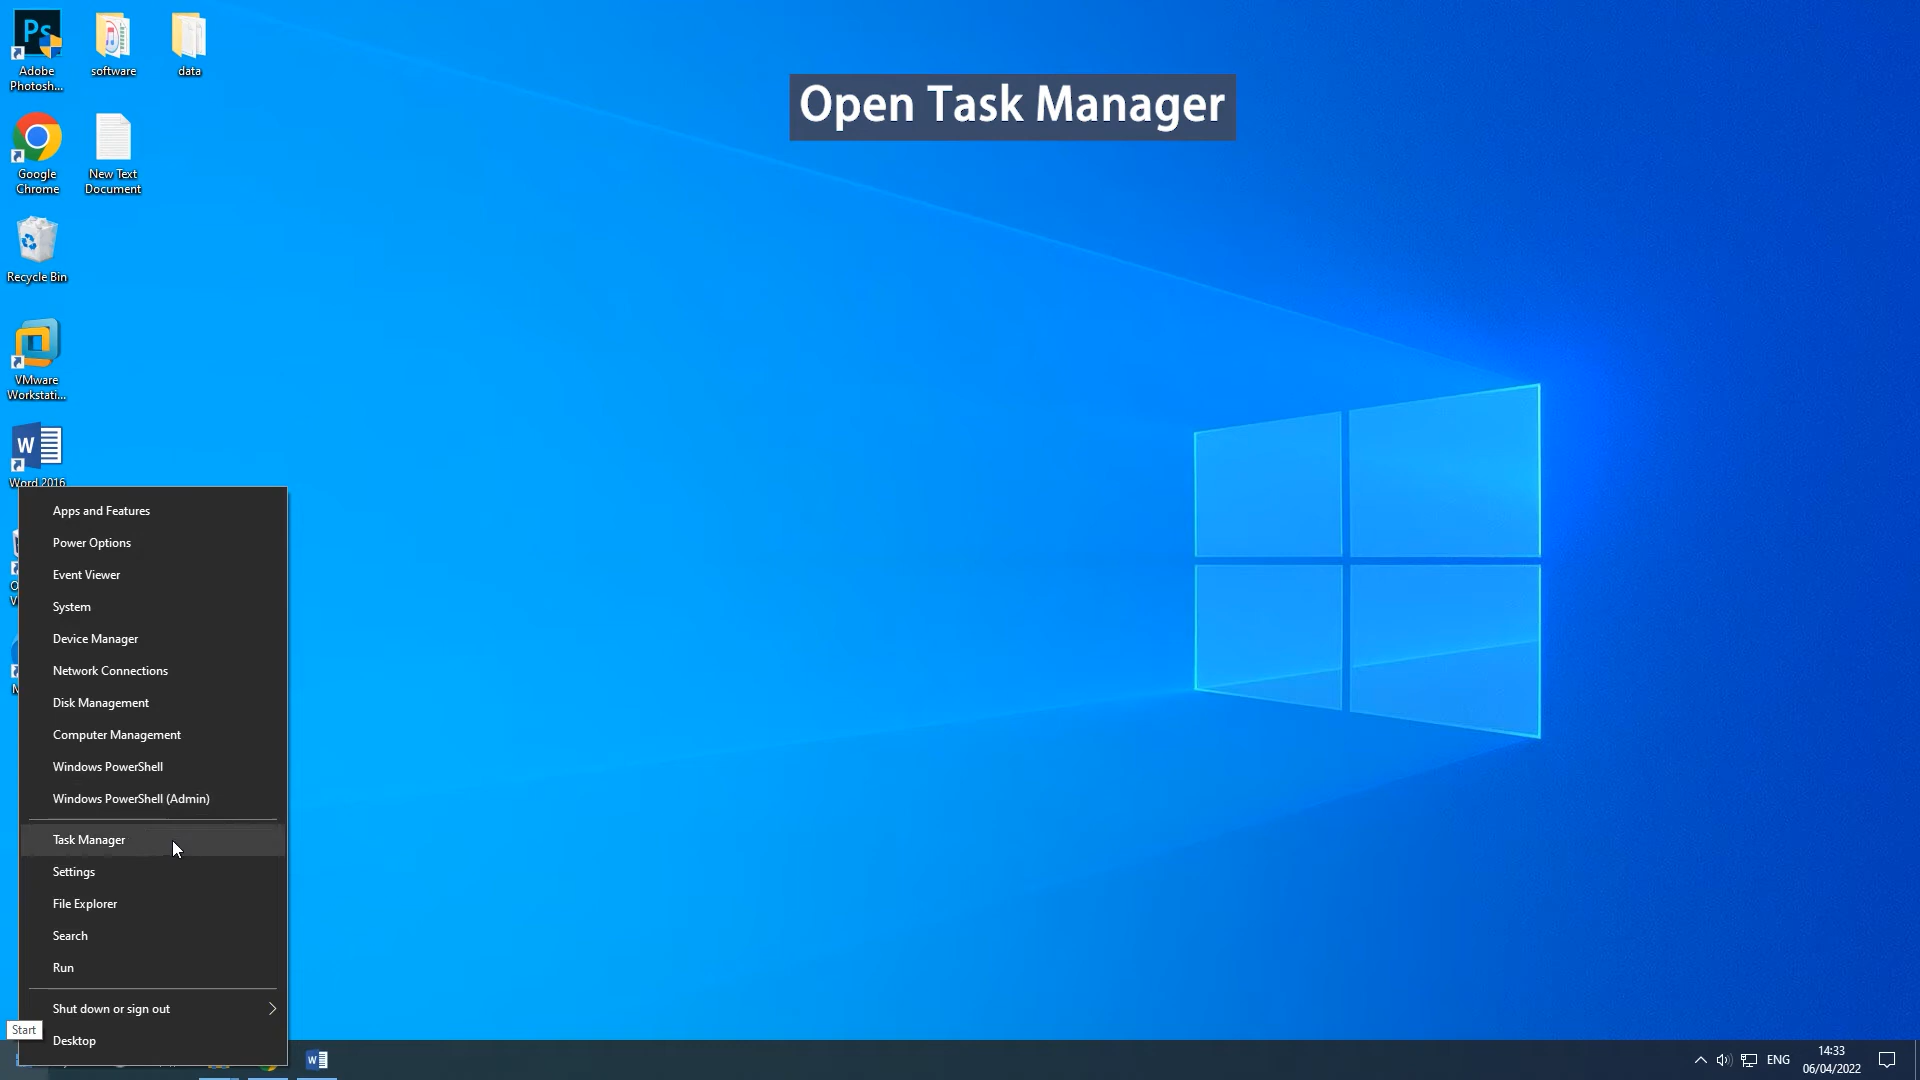 Ps
Adobe
Photosh...
software
data
Open Task Manager
Google
Chrome
New Text
Document
Recycle Bin
VMware
Workstati...
W
Word 2016
Apps and Features
Power Options
Event Viewer
System
Device Manager
Network Connections
Disk Management
Computer Management
Windows PowerShell
Windows PowerShell (Admin)
Task Manager
Settings
File Explorer
Search
Run
Shut down or sign out
Start
Desktop
W
ENG
14:33
06/04/2022